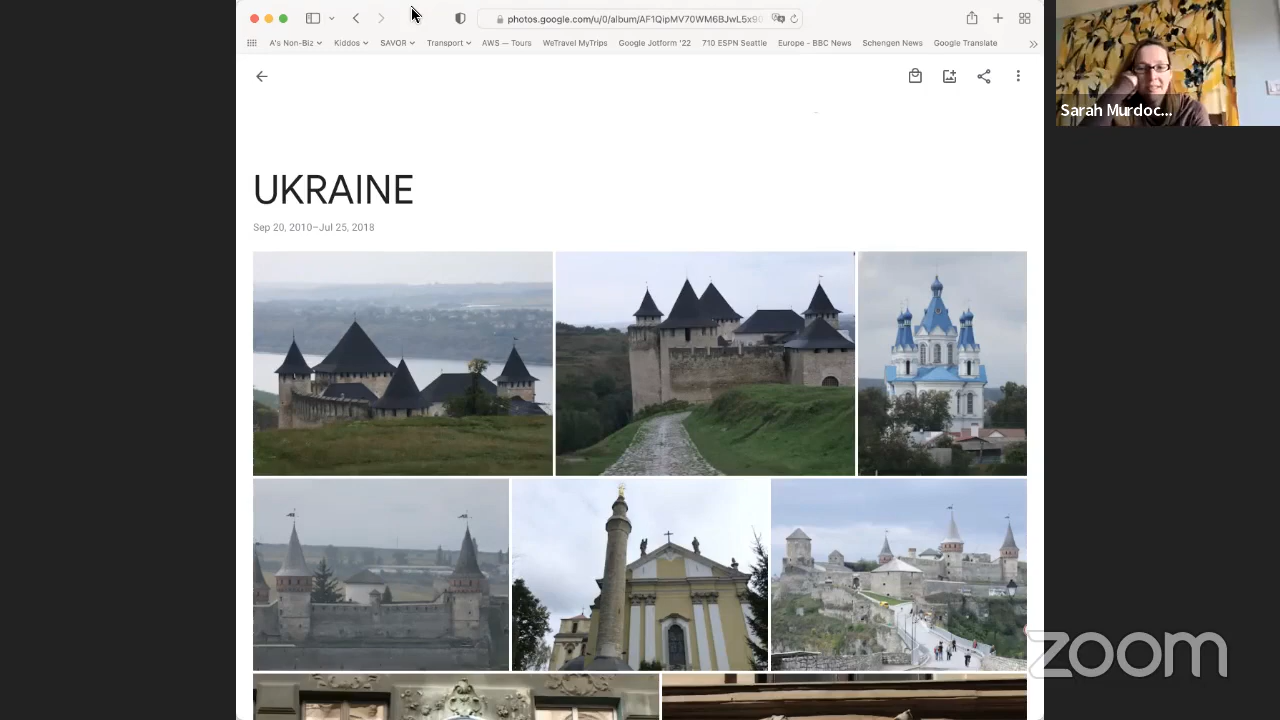 photos.google.com/u/0/album/AF1QipMV70WM6BJwL5x9
A's Non-Biz Kiddos SAVOR Transport AWS — Tours WeTravel MyTrips Google Jotform '22 710 ESPN Seattle Europe - BBC News Schengen News Google Translate
Sarah Murdoc...
UKRAINE
Sep 20, 2010–Jul 25, 2018
zoom